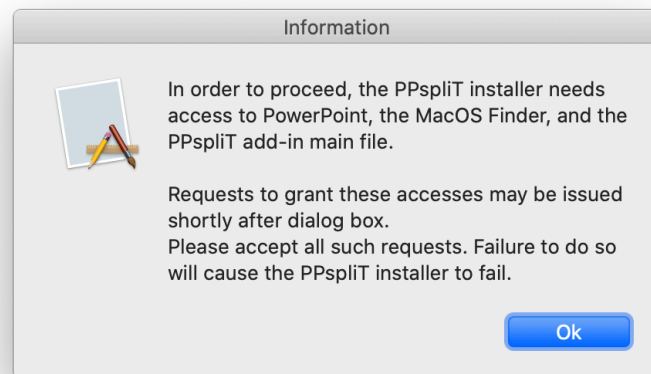 Information
In order to proceed, the PPspliT installer needs
access to PowerPoint, the MacOS Finder, and the
PPspliT add-in main file.
Requests to grant these accesses may be issued
shortly after dialog box.
Please accept all such requests. Failure to do so
will cause the PPspliT installer to fail.
Ok